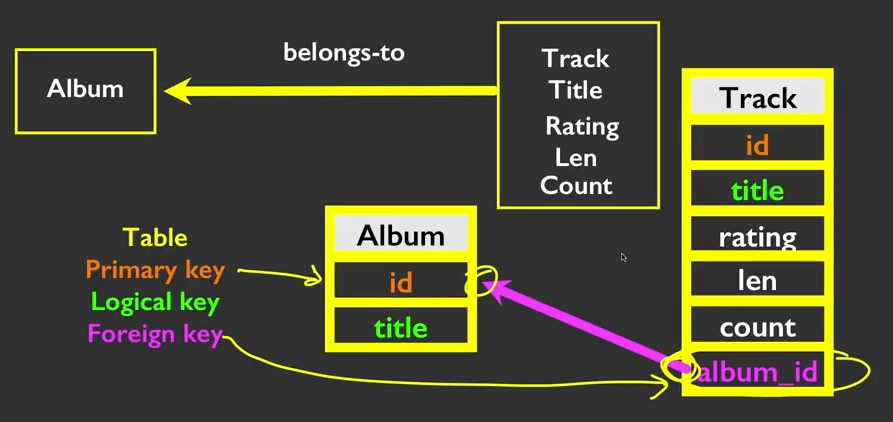 Album
belongs-to
Track
Title
Rating
Len
Count
Table
Primary key
Logical key
Foreign key
Album
id
title
Track
id
title
rating
len
count
album_id